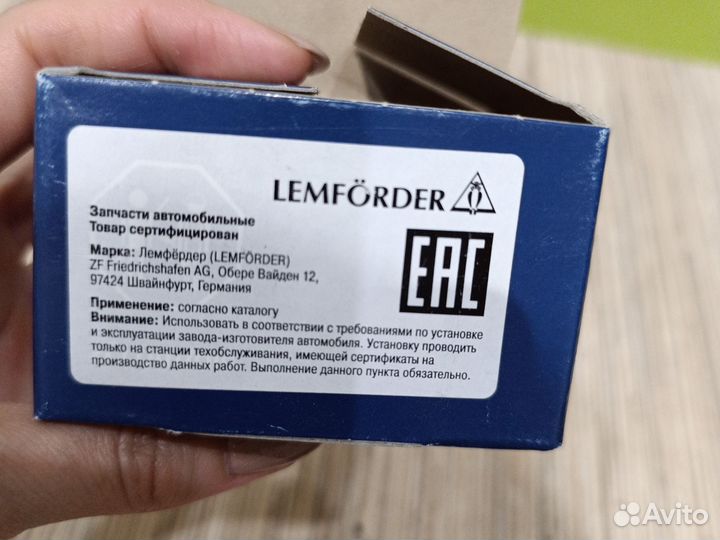 LEMFÖRDER
Запчасти автомобильные
Товар сертифицирован
Марка: Лемфёрдер (LEMFÖRDER)
ZF Friedrichshafen AG, Обере Вайден 12,
97424 Швайнфурт, Германия
EAC
Применение: согласно каталогу
Внимание: Использовать в соответствии с требованиями по установке
и эксплуатации завода-изготовителя автомобиля. Установку проводить
только на станции техобслуживания, имеющей сертификаты на
производство данных работ. Выполнение данного пункта обязательно.
Avito